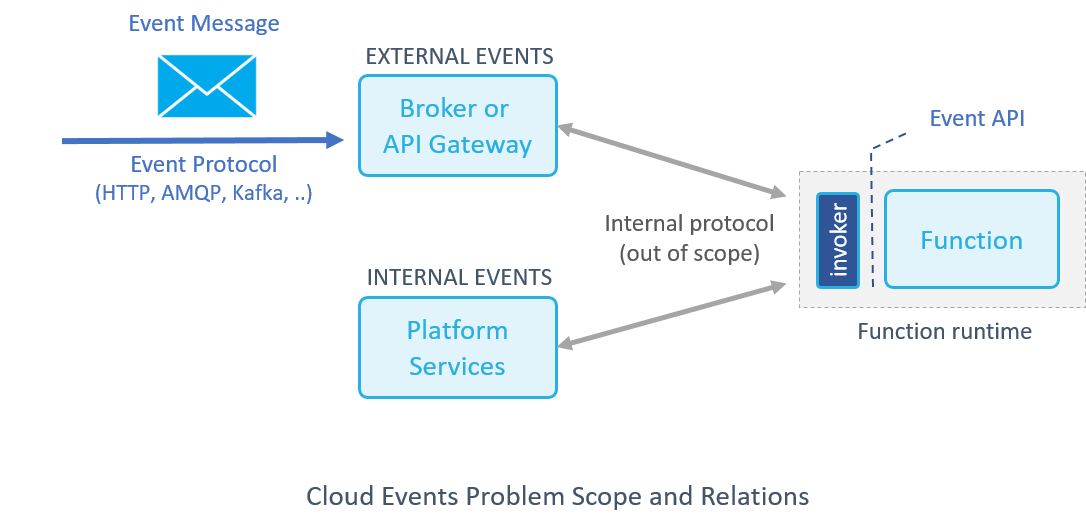 Event Message
Event Protocol
(HTTP, AMQP, Kafka, ..)
EXTERNAL EVENTS
Broker or
API Gateway
INTERNAL EVENTS
Platform
Services
Internal protocol
(out of scope)
Event API
invoker
Function
Function runtime
Cloud Events Problem Scope and Relations